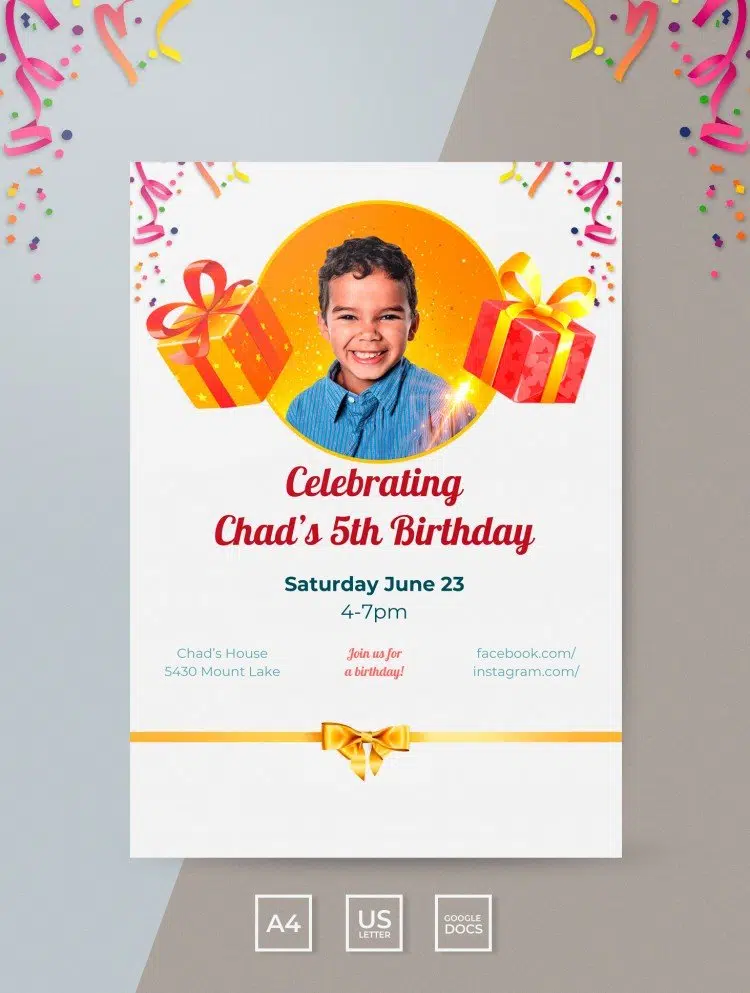 Celebrating
Chad's 5th Birthday
Saturday June 23
4-7pm
Chad's House
5430 Mount Lake
Join us for
a birthday!
facebook.com/
instagram.com/
A4
US
LETTER
GOOGLE
DOCS